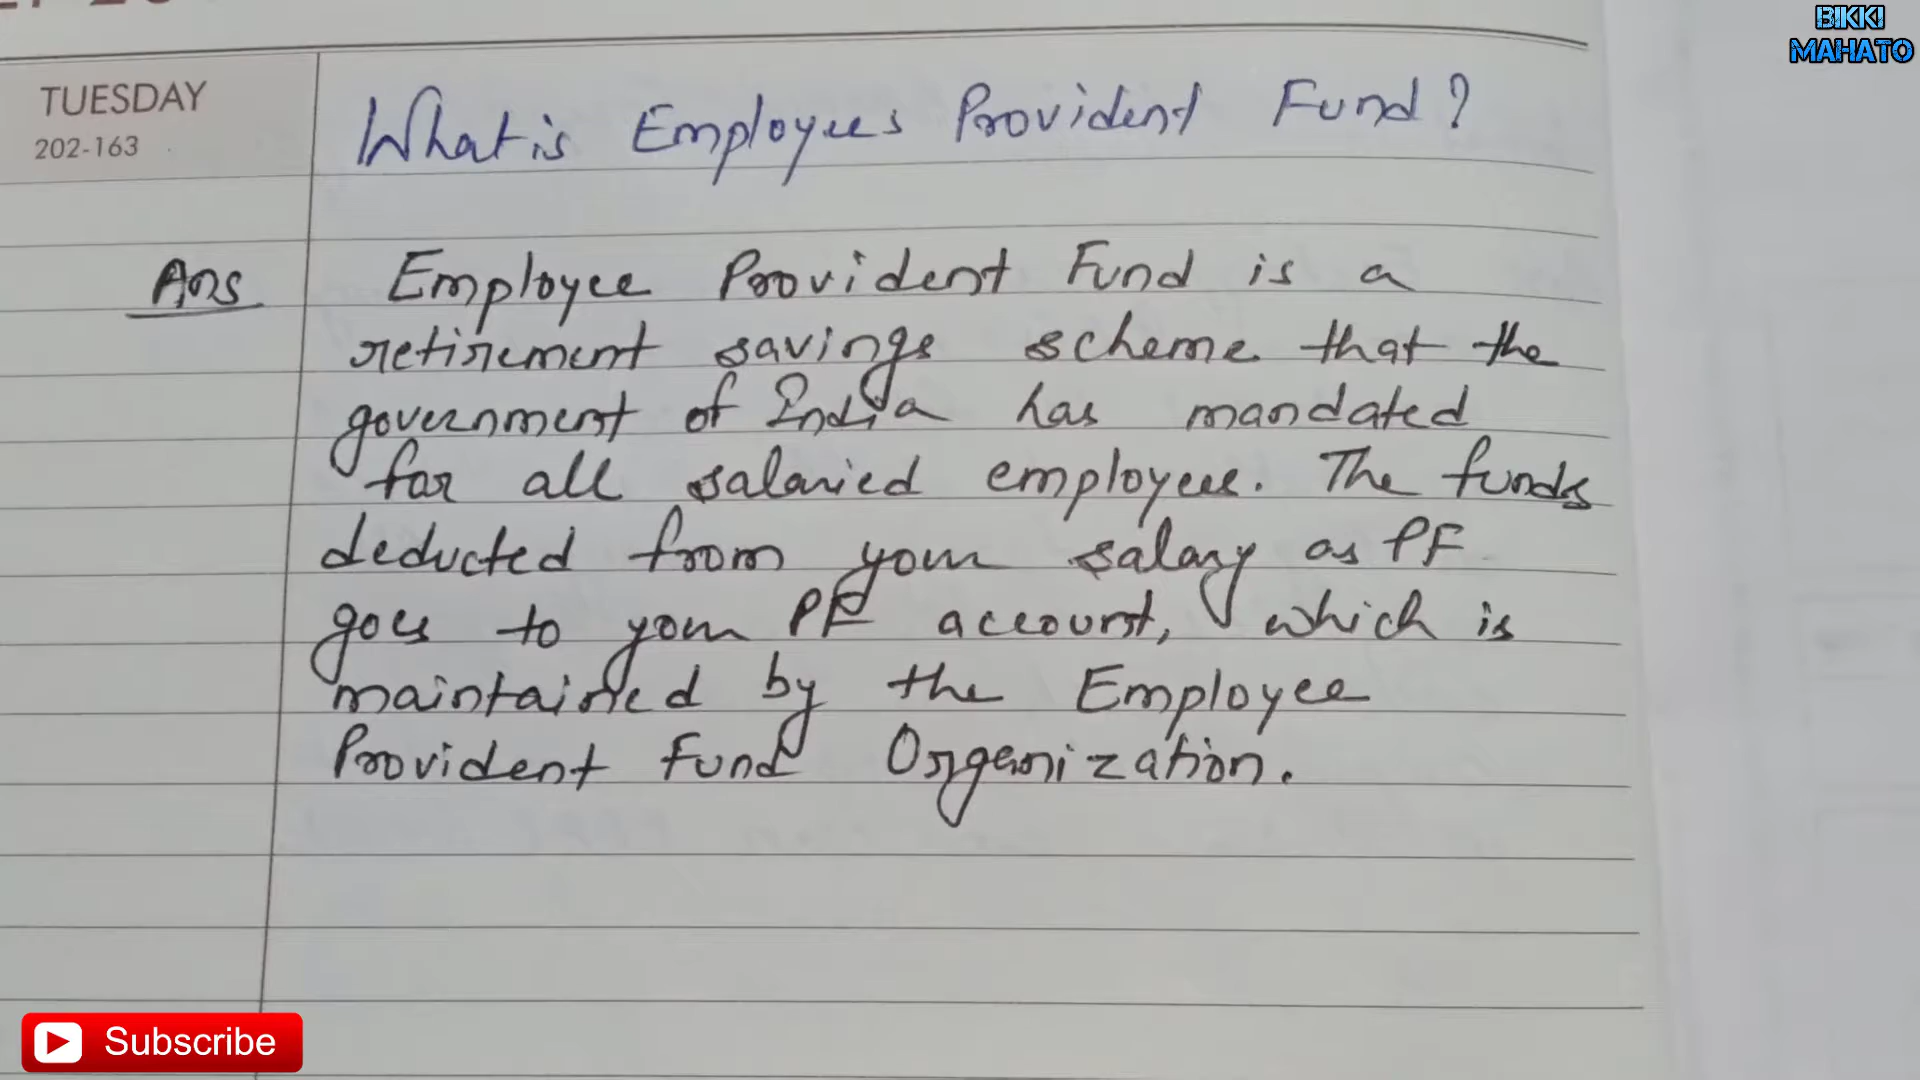 BIKKI
MAHATO
TUESDAY
202-163
What is Employees Provident Fund?
Ans Employee Provident Fund is a
retirement savings scheme that the
government of India has mandated
for all salaried employees. The funds
deducted from your salary as PF
goes to your PF account, which is
maintained by the Employee
Provident Fund Organization.
Subscribe